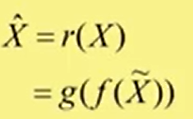 X̂ = r(X)
= g(f(X̃))